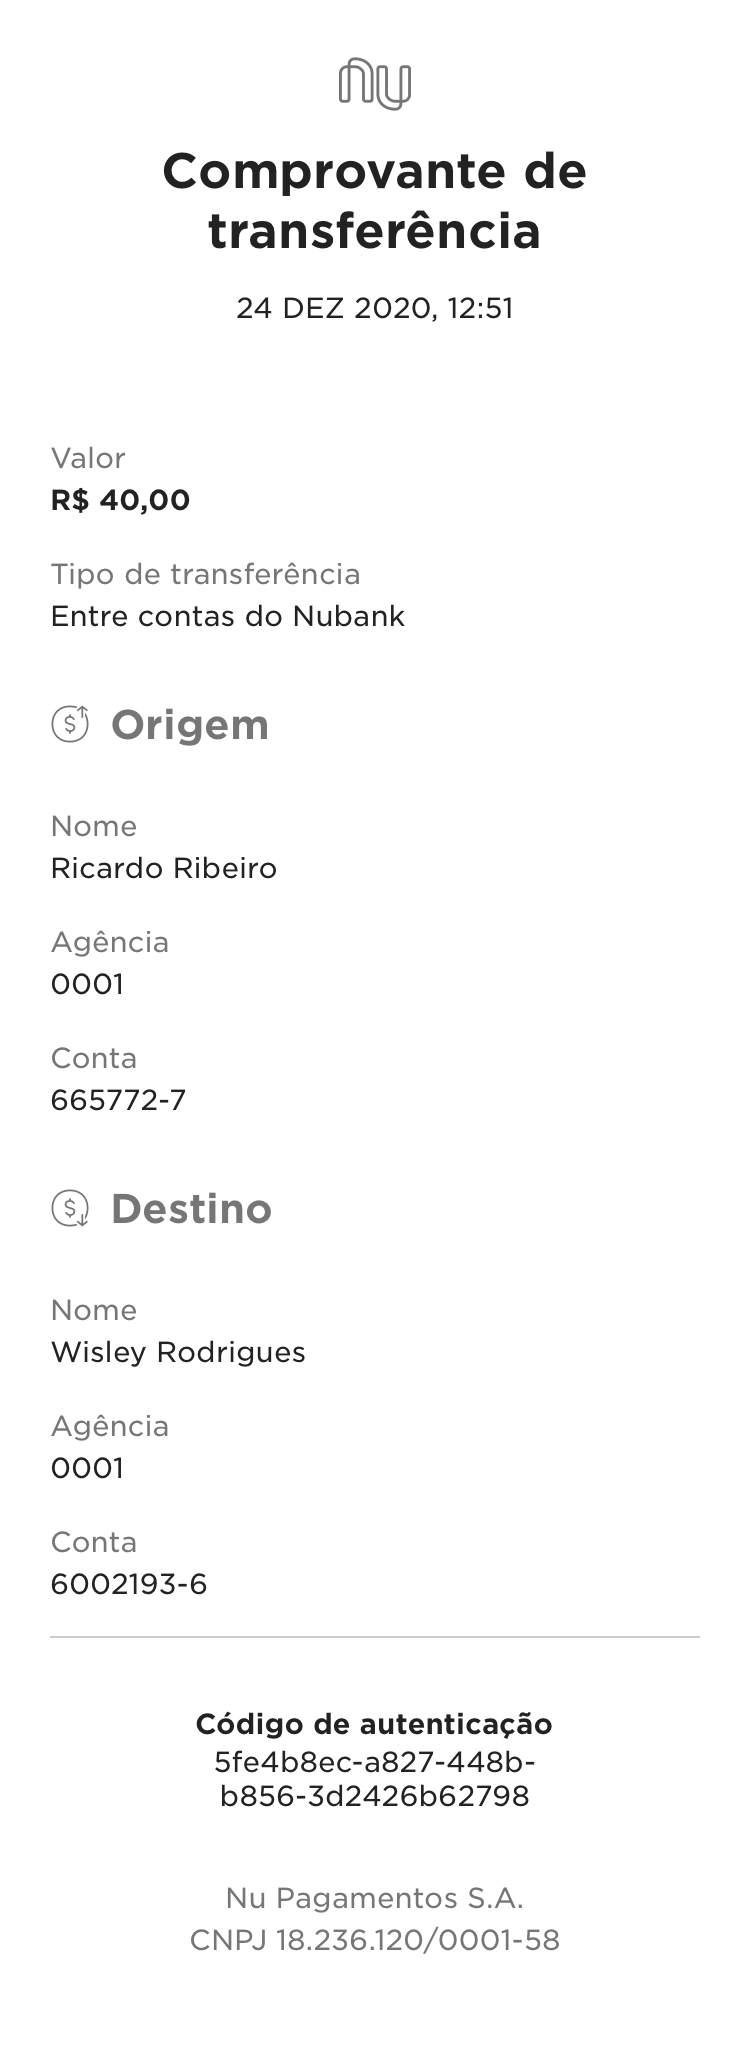 nu
Comprovante de
transferência
24 DEZ 2020, 12:51
Valor
R$ 40,00
Tipo de transferência
Entre contas do Nubank
Origem
Nome
Ricardo Ribeiro
Agência
0001
Conta
665772-7
Destino
Nome
Wisley Rodrigues
Agência
0001
Conta
6002193-6
Código de autenticação
5fe4b8ec-a827-448b-
b856-3d2426b62798
Nu Pagamentos S.A.
CNPJ 18.236.120/0001-58